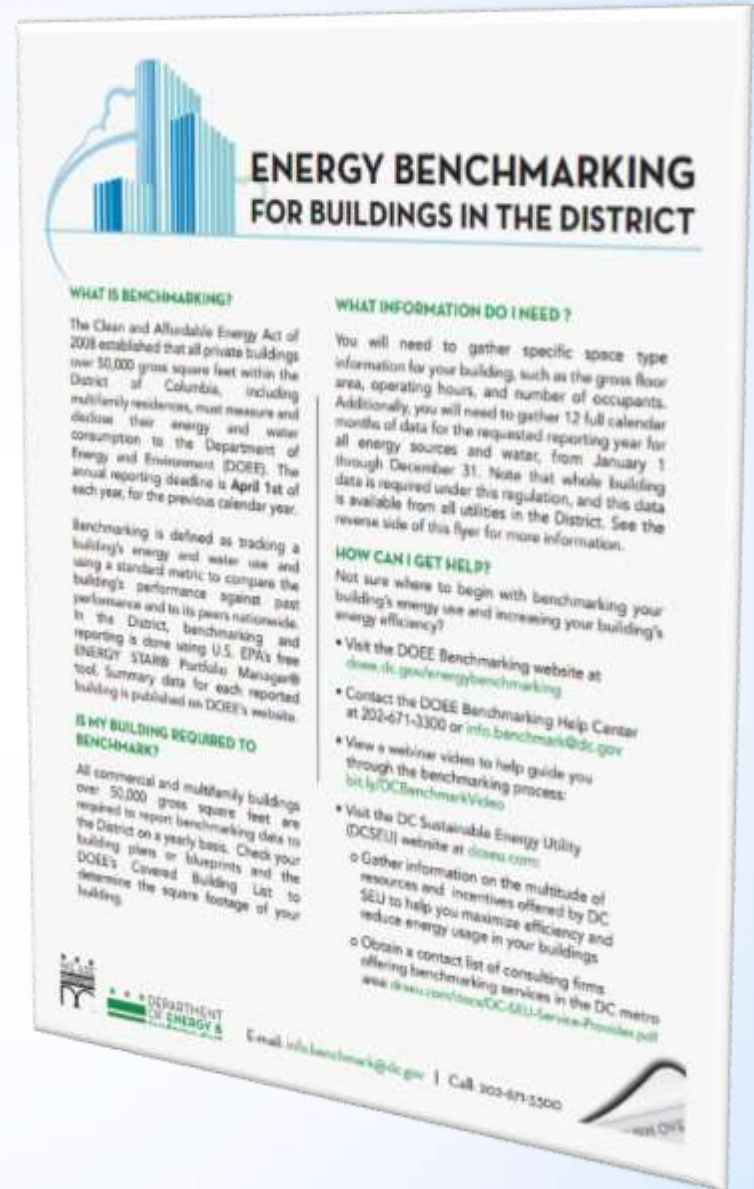 ENERGY BENCHMARKING
FOR BUILDINGS IN THE DISTRICT
WHAT IS BENCHMARKING?
The Clean and Affordable Energy Act of
2008 established that all private buildings
over 50,000 gross square feet within the
District of Columbia, including
multifamily residences, must measure and
disclose their energy and water
consumption to the Department of
Energy and Environment (DOEE). The
annual reporting deadline is April 1st of
each year, for the previous calendar year.
Benchmarking is defined as tracking a
building's energy and water use and
using a standard metric to compare the
building's performance against past
performance and to its peers nationwide.
In the District, benchmarking and
reporting is done using U.S. EPA's free
ENERGY STAR® Portfolio Manager®
tool. Summary data for each reported
building is published on DOEE's website.
IS MY BUILDING REQUIRED TO
BENCHMARK?
All commercial and multifamily buildings
over 50,000 gross square feet are
required to report benchmarking data to
the District on a yearly basis. Check your
building plans or blueprints and the
DOEE's Covered Building List to
determine the square footage of your
building.
WHAT INFORMATION DO I NEED ?
You will need to gather specific space type
information for your building, such as the gross floor
area, operating hours, and number of occupants.
Additionally, you will need to gather 12 full calendar
months of data for the requested reporting year for
all energy sources and water, from January 1
through December 31. Note that whole building
data is required under this regulation, and this data
is available from all utilities in the District. See the
reverse side of this flyer for more information.
HOW CAN I GET HELP?
Not sure where to begin with benchmarking your
building's energy use and increasing your building's
energy efficiency?
• Visit the DOEE Benchmarking website at
doee.dc.gov/energybenchmarking
• Contact the DOEE Benchmarking Help Center
at 202-671-3300 or info.benchmark@dc.gov
• View a webinar video to help guide you
through the benchmarking process:
bit.ly/DCBenchmarkVideo
• Visit the DC Sustainable Energy Utility
(DCSEU) website at dcseu.com:
o Gather information on the multitude of
resources and incentives offered by DC
SEU to help you maximize efficiency and
reduce energy usage in your buildings
o Obtain a contact list of consulting firms
offering benchmarking services in the DC metro
area: dcseu.com/docs/DC-SEU-Service-Provider.pdf
WE ARE
DEPARTMENT
OF ENERGY &
E-mail: info.benchmark@dc.gov | Call: 202-671-3300
OVE